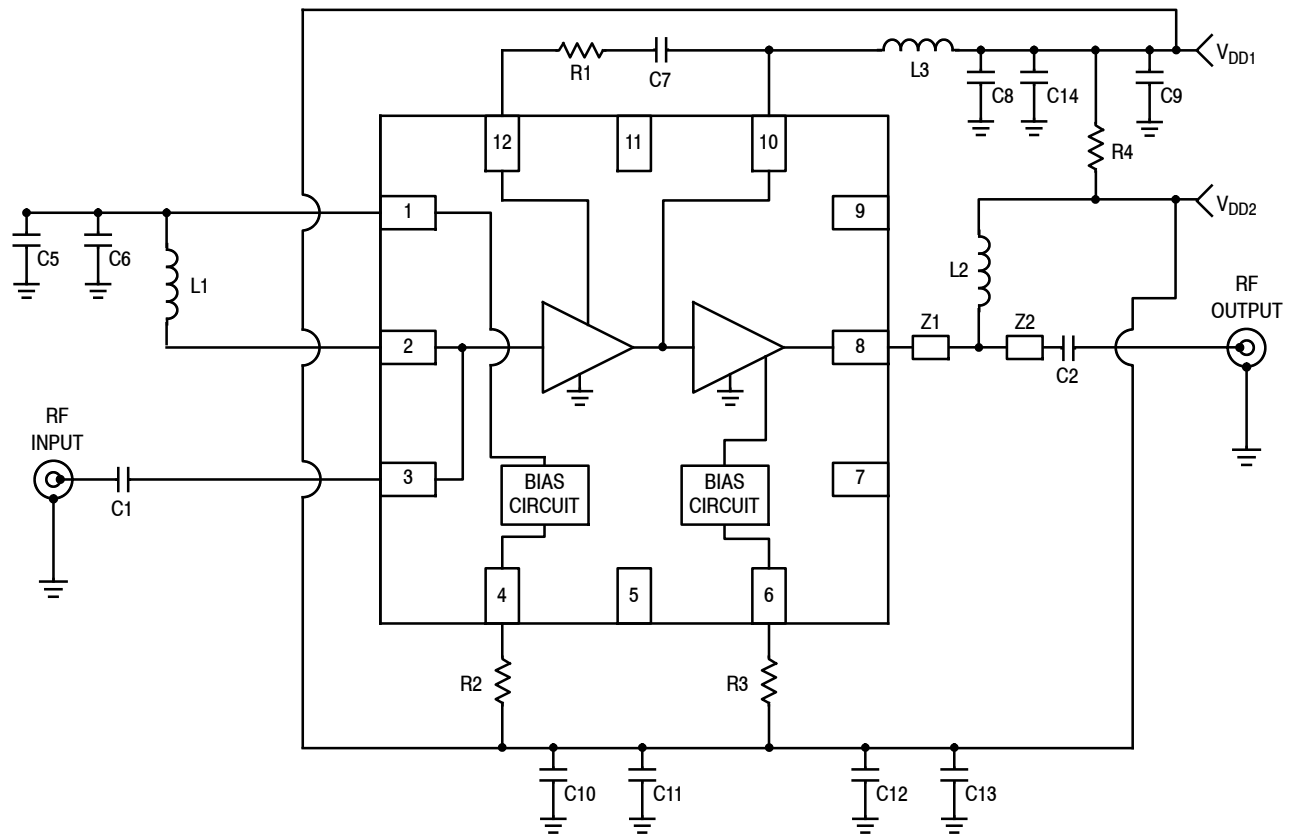 R1
C7
L3
C8
C14
C9
VDD1
R4
12
11
10
1
9
VDD2
C5
C6
L1
L2
RF
OUTPUT
2
8
Z1
Z2
C2
RF
INPUT
C1
3
BIAS
CIRCUIT
BIAS
CIRCUIT
7
4
5
6
R2
R3
C10
C11
C12
C13